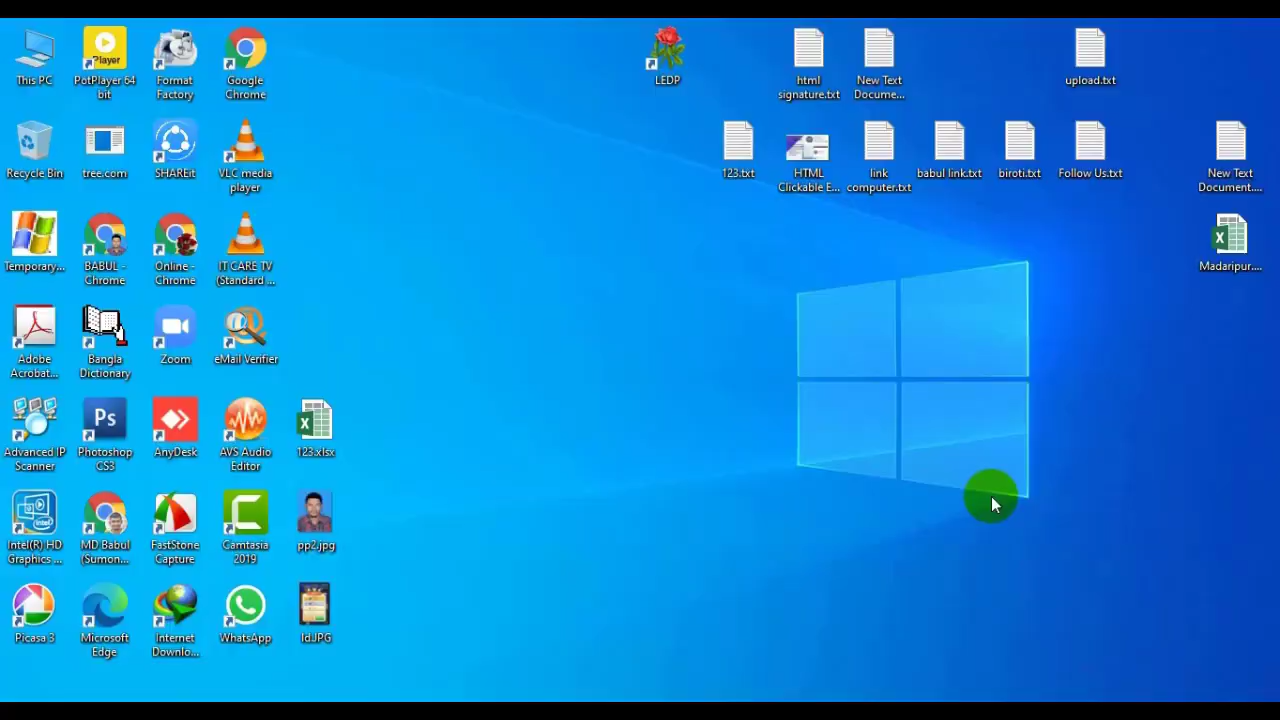 This PC
PotPlayer 64
bit
Format
Factory
Google
Chrome
LEDP
html
signature.txt
New Text
Docume...
upload.txt
Player
Recycle Bin
tree.com
SHAREit
VLC media
player
123.txt
HTML
Clickable E...
link
computer.txt
babul link.txt
biroti.txt
Follow Us.txt
New Text
Document....
Temporary...
BABUL -
Chrome
Online -
Chrome
IT CARE TV
(Standard ...
X
Madaripur....
Adobe
Acrobat...
Bangla
Dictionary
Zoom
eMail Verifier
Advanced IP
Scanner
Ps
Photoshop
CS3
AnyDesk
AVS Audio
Editor
X
123.xlsx
intel
Intel(R) HD
Graphics ...
MD Babul
(Sumon...
FastStone
Capture
C
Camtasia
2019
pp2.jpg
Picasa 3
Microsoft
Edge
Internet
Downlo...
WhatsApp
Id.JPG